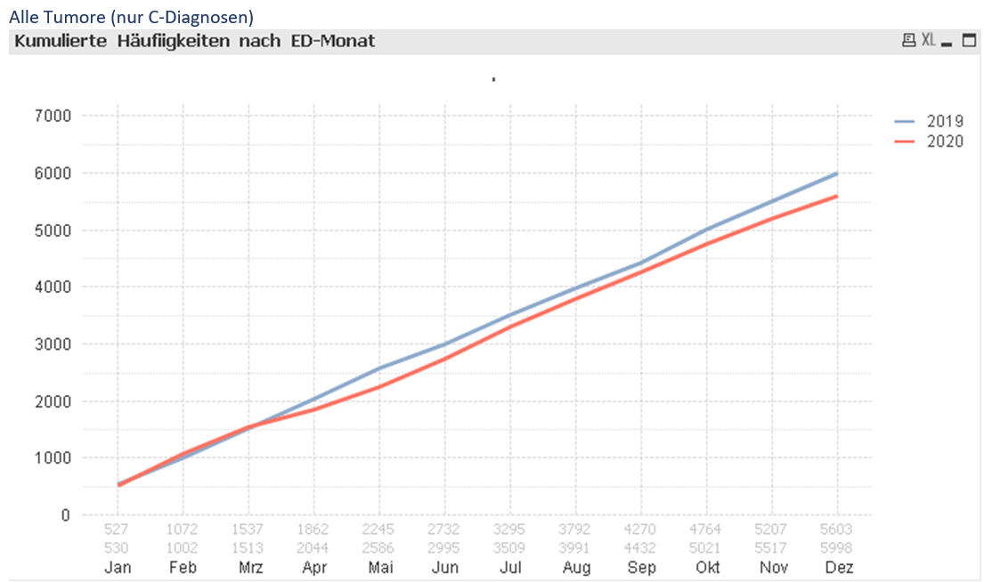 Alle Tumore (nur C-Diagnosen)
Kumulierte Häufiigkeiten nach ED-Monat
XL
7000
6000
5000
4000
3000
2000
1000
0
2019
2020
527 1072 1537 1862 2245 2732 3295 3792 4270 4764 5207 5603
530 1002 1513 2044 2586 2995 3509 3991 4432 5021 5517 5998
Jan Feb Mrz Apr Mai Jun Jul Aug Sep Okt Nov Dez